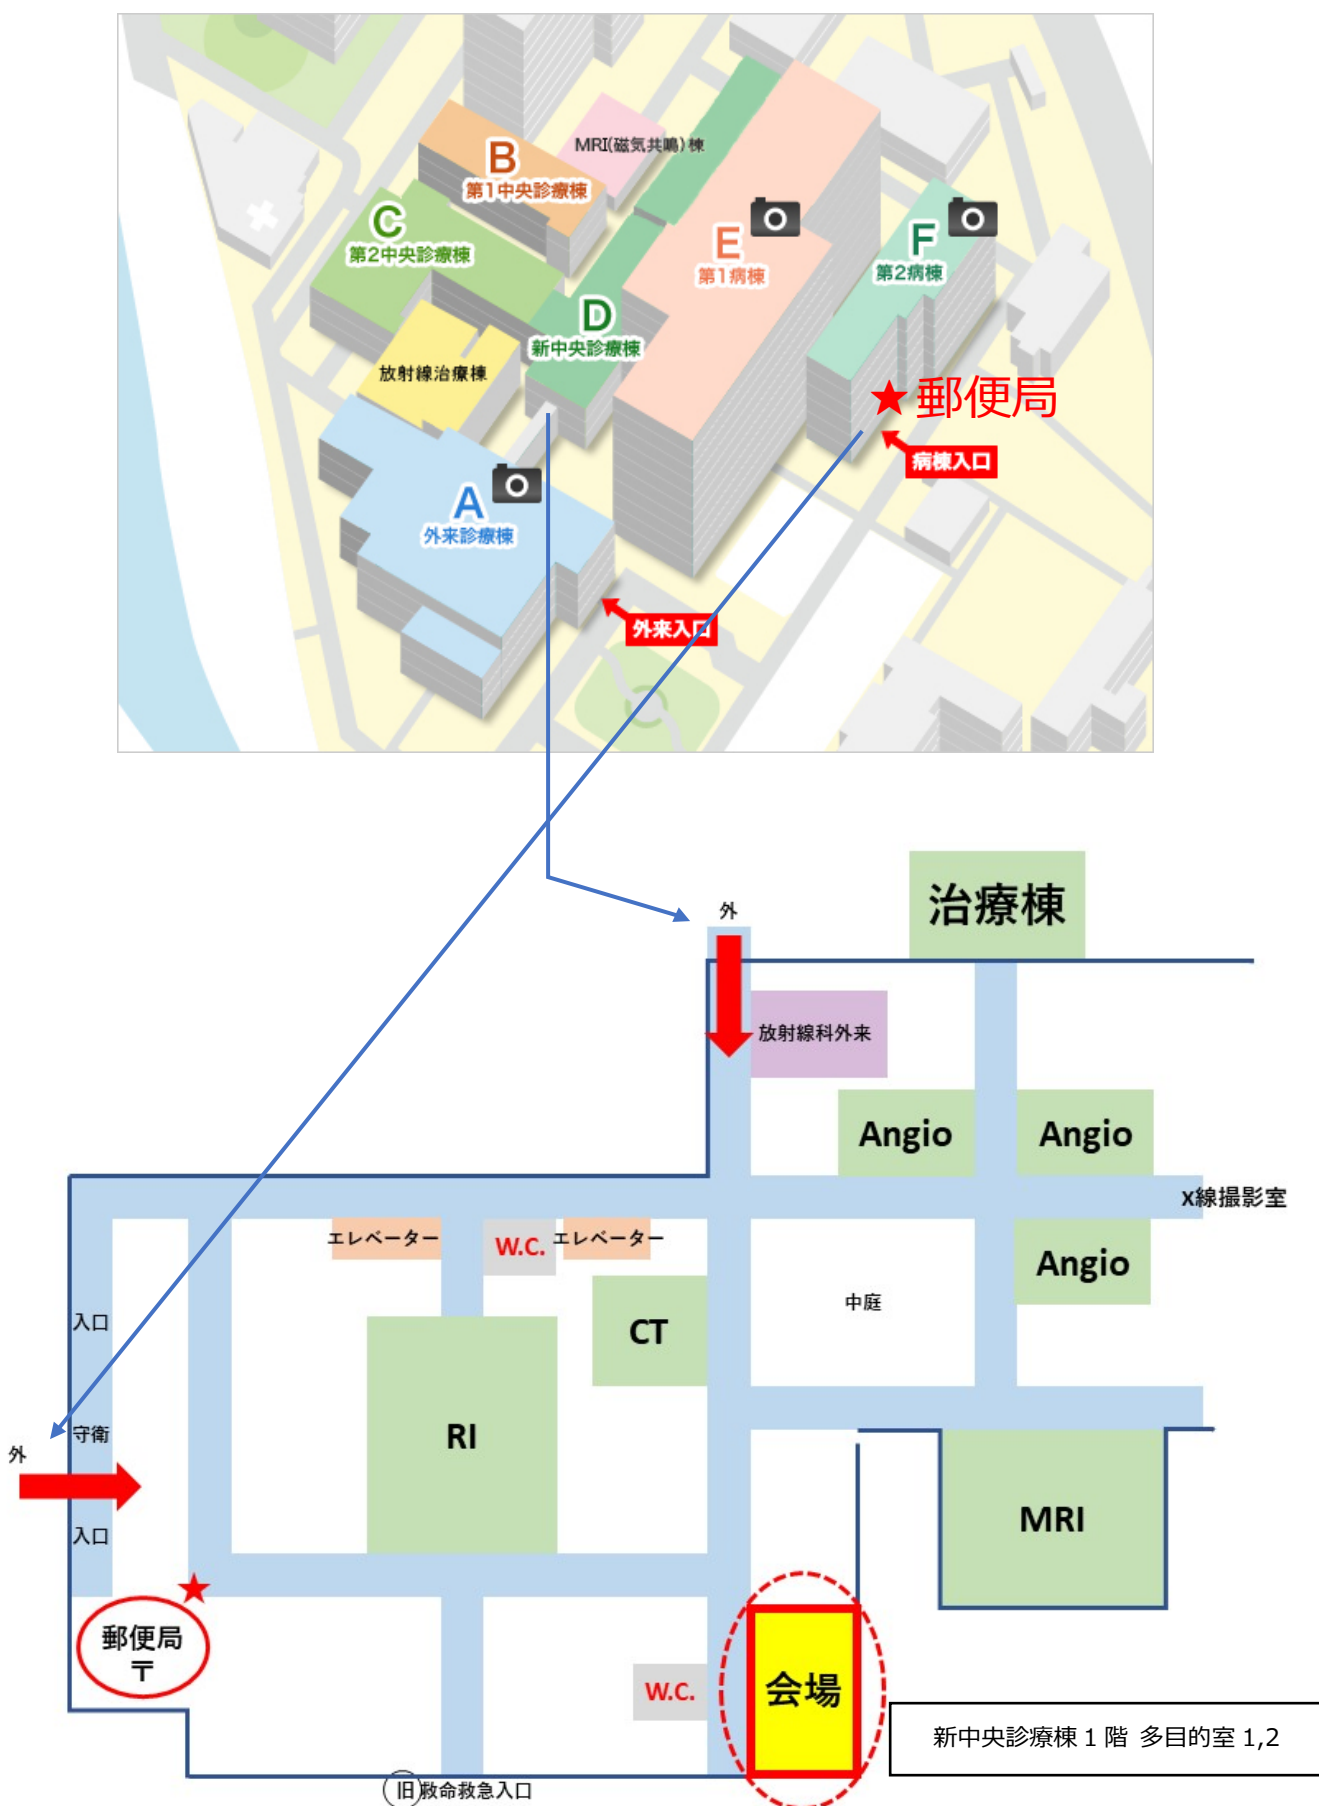 MRI(磁気共鳴)棟
B
第1中央診療棟
C
第2中央診療棟
E
第1病棟
F
第2病棟
D
新中央診療棟
放射線治療棟
★郵便局
病棟入口
A
外来診療棟
外来入口
治療棟
外
放射線科外来
Angio
Angio
X線撮影室
エレベーター
W.C.
エレベーター
Angio
入口
CT
中庭
守衛
RI
外
MRI
入口
★
郵便局
〒
W.C.
会場
新中央診療棟1階 多目的室1,2
旧救命救急入口